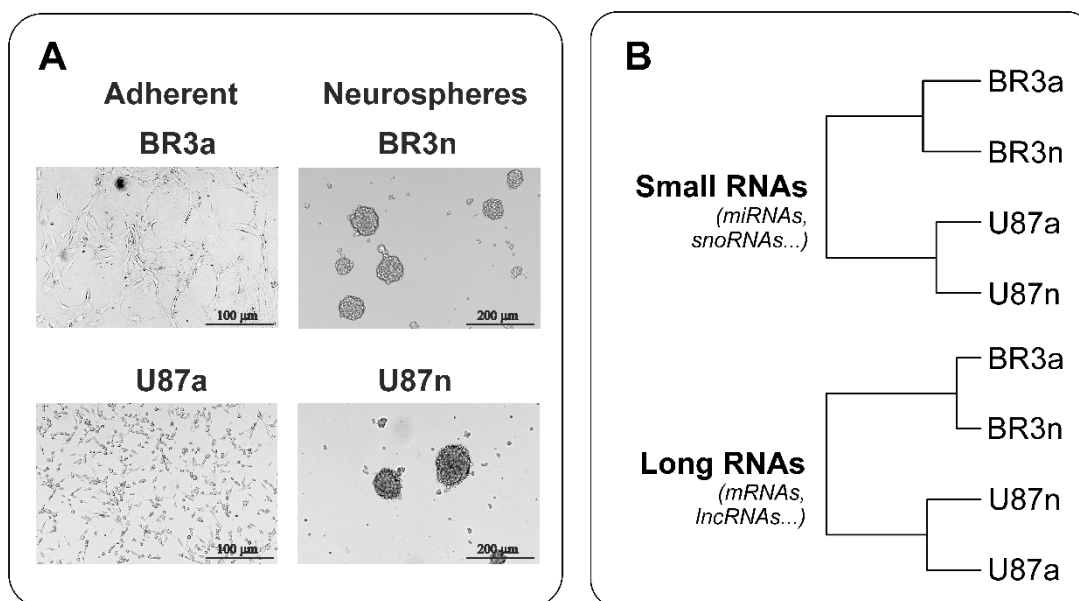 A
Adherent
Neurospheres
BR3a
BR3n
100 μm
200 μm
U87a
U87n
100 μm
200 μm
B
BR3a
BR3n
Small RNAs
(miRNAs,
snoRNAs...)
U87a
U87n
BR3a
BR3n
Long RNAs
(mRNAs,
lncRNAs...)
U87n
U87a